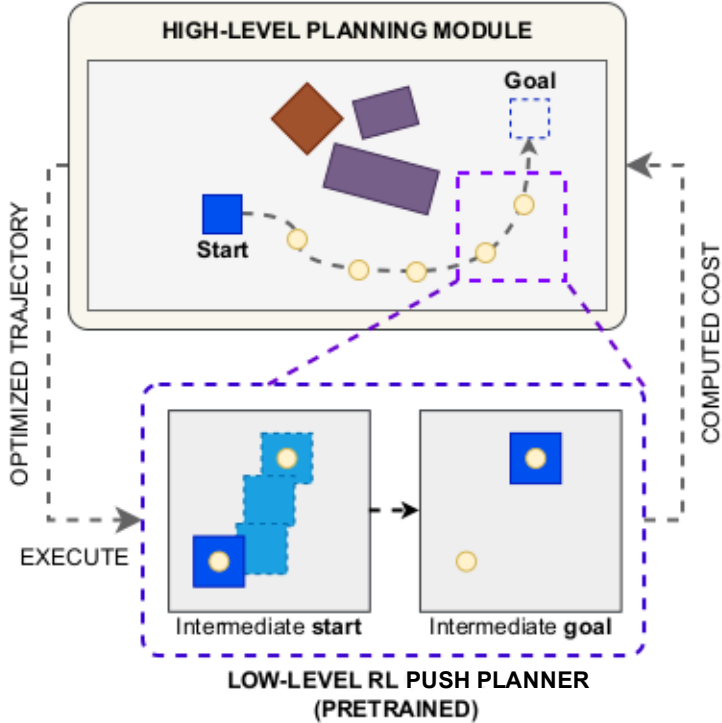 HIGH-LEVEL PLANNING MODULE
Goal
Start
OPTIMIZED TRAJECTORY
COMPUTED COST
EXECUTE
Intermediate start
Intermediate goal
LOW-LEVEL RL PUSH PLANNER
(PRETRAINED)